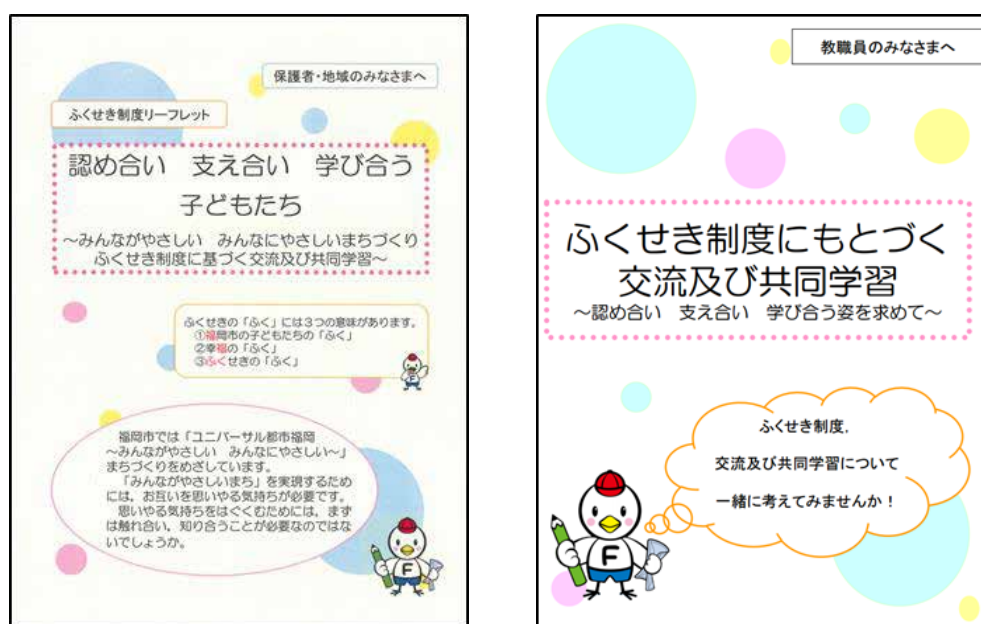 保護者・地域のみなさまへ
ふくせき制度リーフレット
認め合い　支え合い　学び合う
子どもたち
～みんながやさしい　みんなにやさしいまちづくり
ふくせき制度に基づく交流及び共同学習～
ふくせきの「ふく」には３つの意味があります。
①福岡市の子どもたちの「ふく」
②幸福の「ふく」
③ふくせきの「ふく」
福岡市では「ユニバーサル都市福岡
～みんながやさしい　みんなにやさしい～」
まちづくりをめざしています。
「みんながやさしいまち」を実現するため
には、お互いを思いやる気持ちが必要です。
思いやる気持ちをはぐくむためには、まず
は触れ合い、知り合うことが必要なのではな
いでしょうか。
F
教職員のみなさまへ
ふくせき制度にもとづく
交流及び共同学習
～認め合い　支え合い　学び合う姿を求めて～
ふくせき制度，
交流及び共同学習について
一緒に考えてみませんか！
F